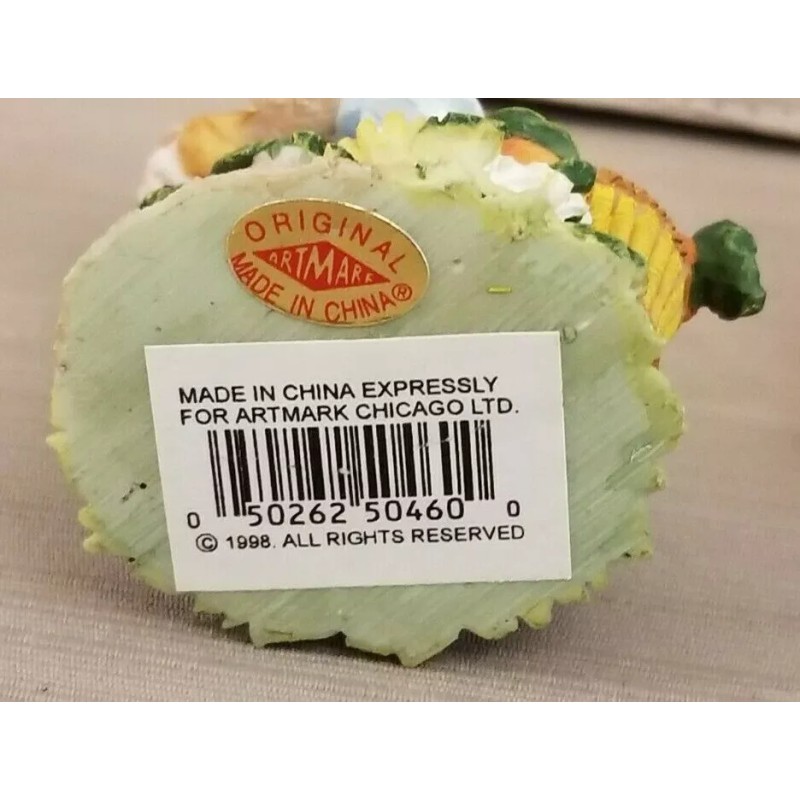 ORIGINAL
ARTMARK
MADE IN CHINA®
MADE IN CHINA EXPRESSLY
FOR ARTMARK CHICAGO LTD.
0 50262 50460 0
© 1998. ALL RIGHTS RESERVED